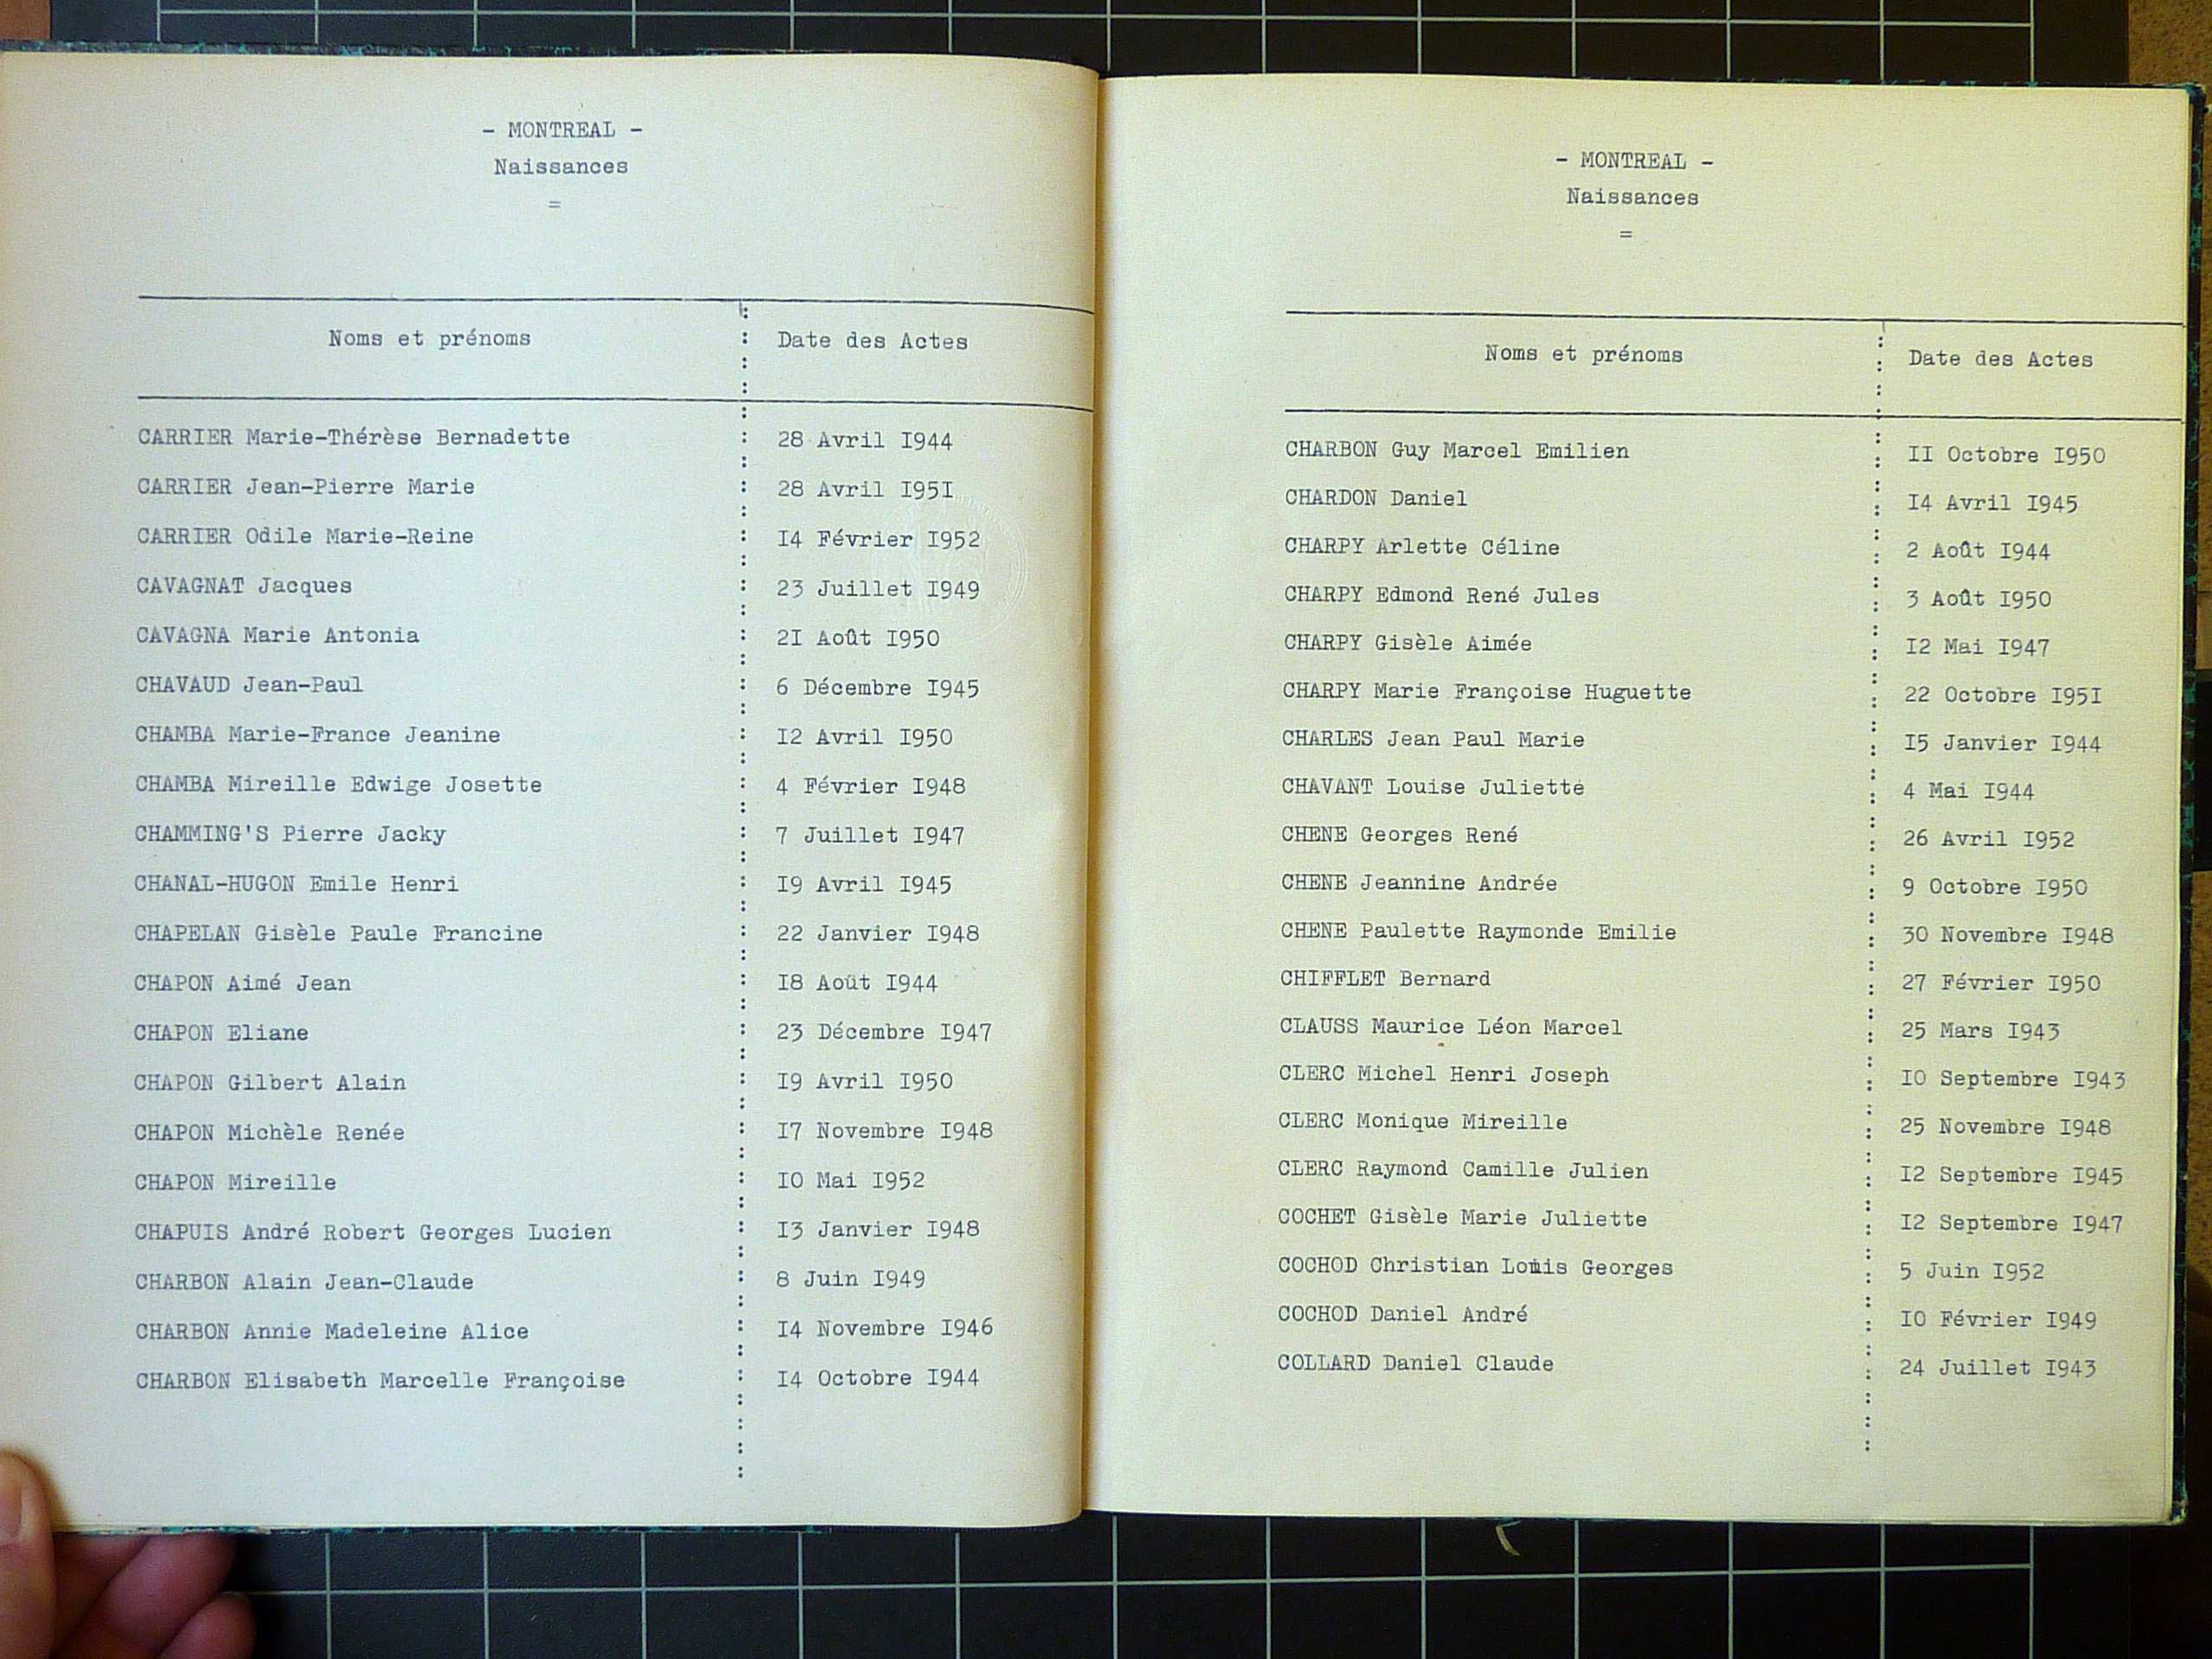 - MONTREAL -
Naissances
=
Noms et prénoms : Date des Actes
CARRIER Marie-Thérèse Bernadette : 28 Avril I944
CARRIER Jean-Pierre Marie : 28 Avril I95I
CARRIER Odile Marie-Reine : I4 Février I952
CAVAGNAT Jacques : 23 Juillet I949
CAVAGNA Marie Antonia : 2I Août I950
CHAVAUD Jean-Paul : 6 Décembre I945
CHAMBA Marie-France Jeanine : I2 Avril I950
CHAMBA Mireille Edwige Josette : 4 Février I948
CHAMMING'S Pierre Jacky : 7 Juillet I947
CHANAL-HUGON Emile Henri : I9 Avril I945
CHAPELAN Gisèle Paule Francine : 22 Janvier I948
CHAPON Aimé Jean : I8 Août I944
CHAPON Eliane : 23 Décembre I947
CHAPON Gilbert Alain : I9 Avril I950
CHAPON Michèle Renée : I7 Novembre I948
CHAPON Mireille : IO Mai I952
CHAPUIS André Robert Georges Lucien : I3 Janvier I948
CHARBON Alain Jean-Claude : 8 Juin I949
CHARBON Annie Madeleine Alice : I4 Novembre I946
CHARBON Elisabeth Marcelle Françoise : I4 Octobre I944
- MONTREAL -
Naissances
=
Noms et prénoms : Date des Actes
CHARBON Guy Marcel Emilien : II Octobre I950
CHARDON Daniel : I4 Avril I945
CHARPY Arlette Céline : 2 Août I944
CHARPY Edmond René Jules : 3 Août I950
CHARPY Gisèle Aimée : I2 Mai I947
CHARPY Marie Françoise Huguette : 22 Octobre I95I
CHARLES Jean Paul Marie : I5 Janvier I944
CHAVANT Louise Juliette : 4 Mai I944
CHENE Georges René : 26 Avril I952
CHENE Jeannine Andrée : 9 Octobre I950
CHENE Paulette Raymonde Emilie : 30 Novembre I948
CHIFFLET Bernard : 27 Février I950
CLAUSS Maurice Léon Marcel : 25 Mars I943
CLERC Michel Henri Joseph : IO Septembre I943
CLERC Monique Mireille : 25 Novembre I948
CLERC Raymond Camille Julien : I2 Septembre I945
COCHET Gisèle Marie Juliette : I2 Septembre I947
COCHOD Christian Louis Georges : 5 Juin I952
COCHOD Daniel André : IO Février I949
COLLARD Daniel Claude : 24 Juillet I943